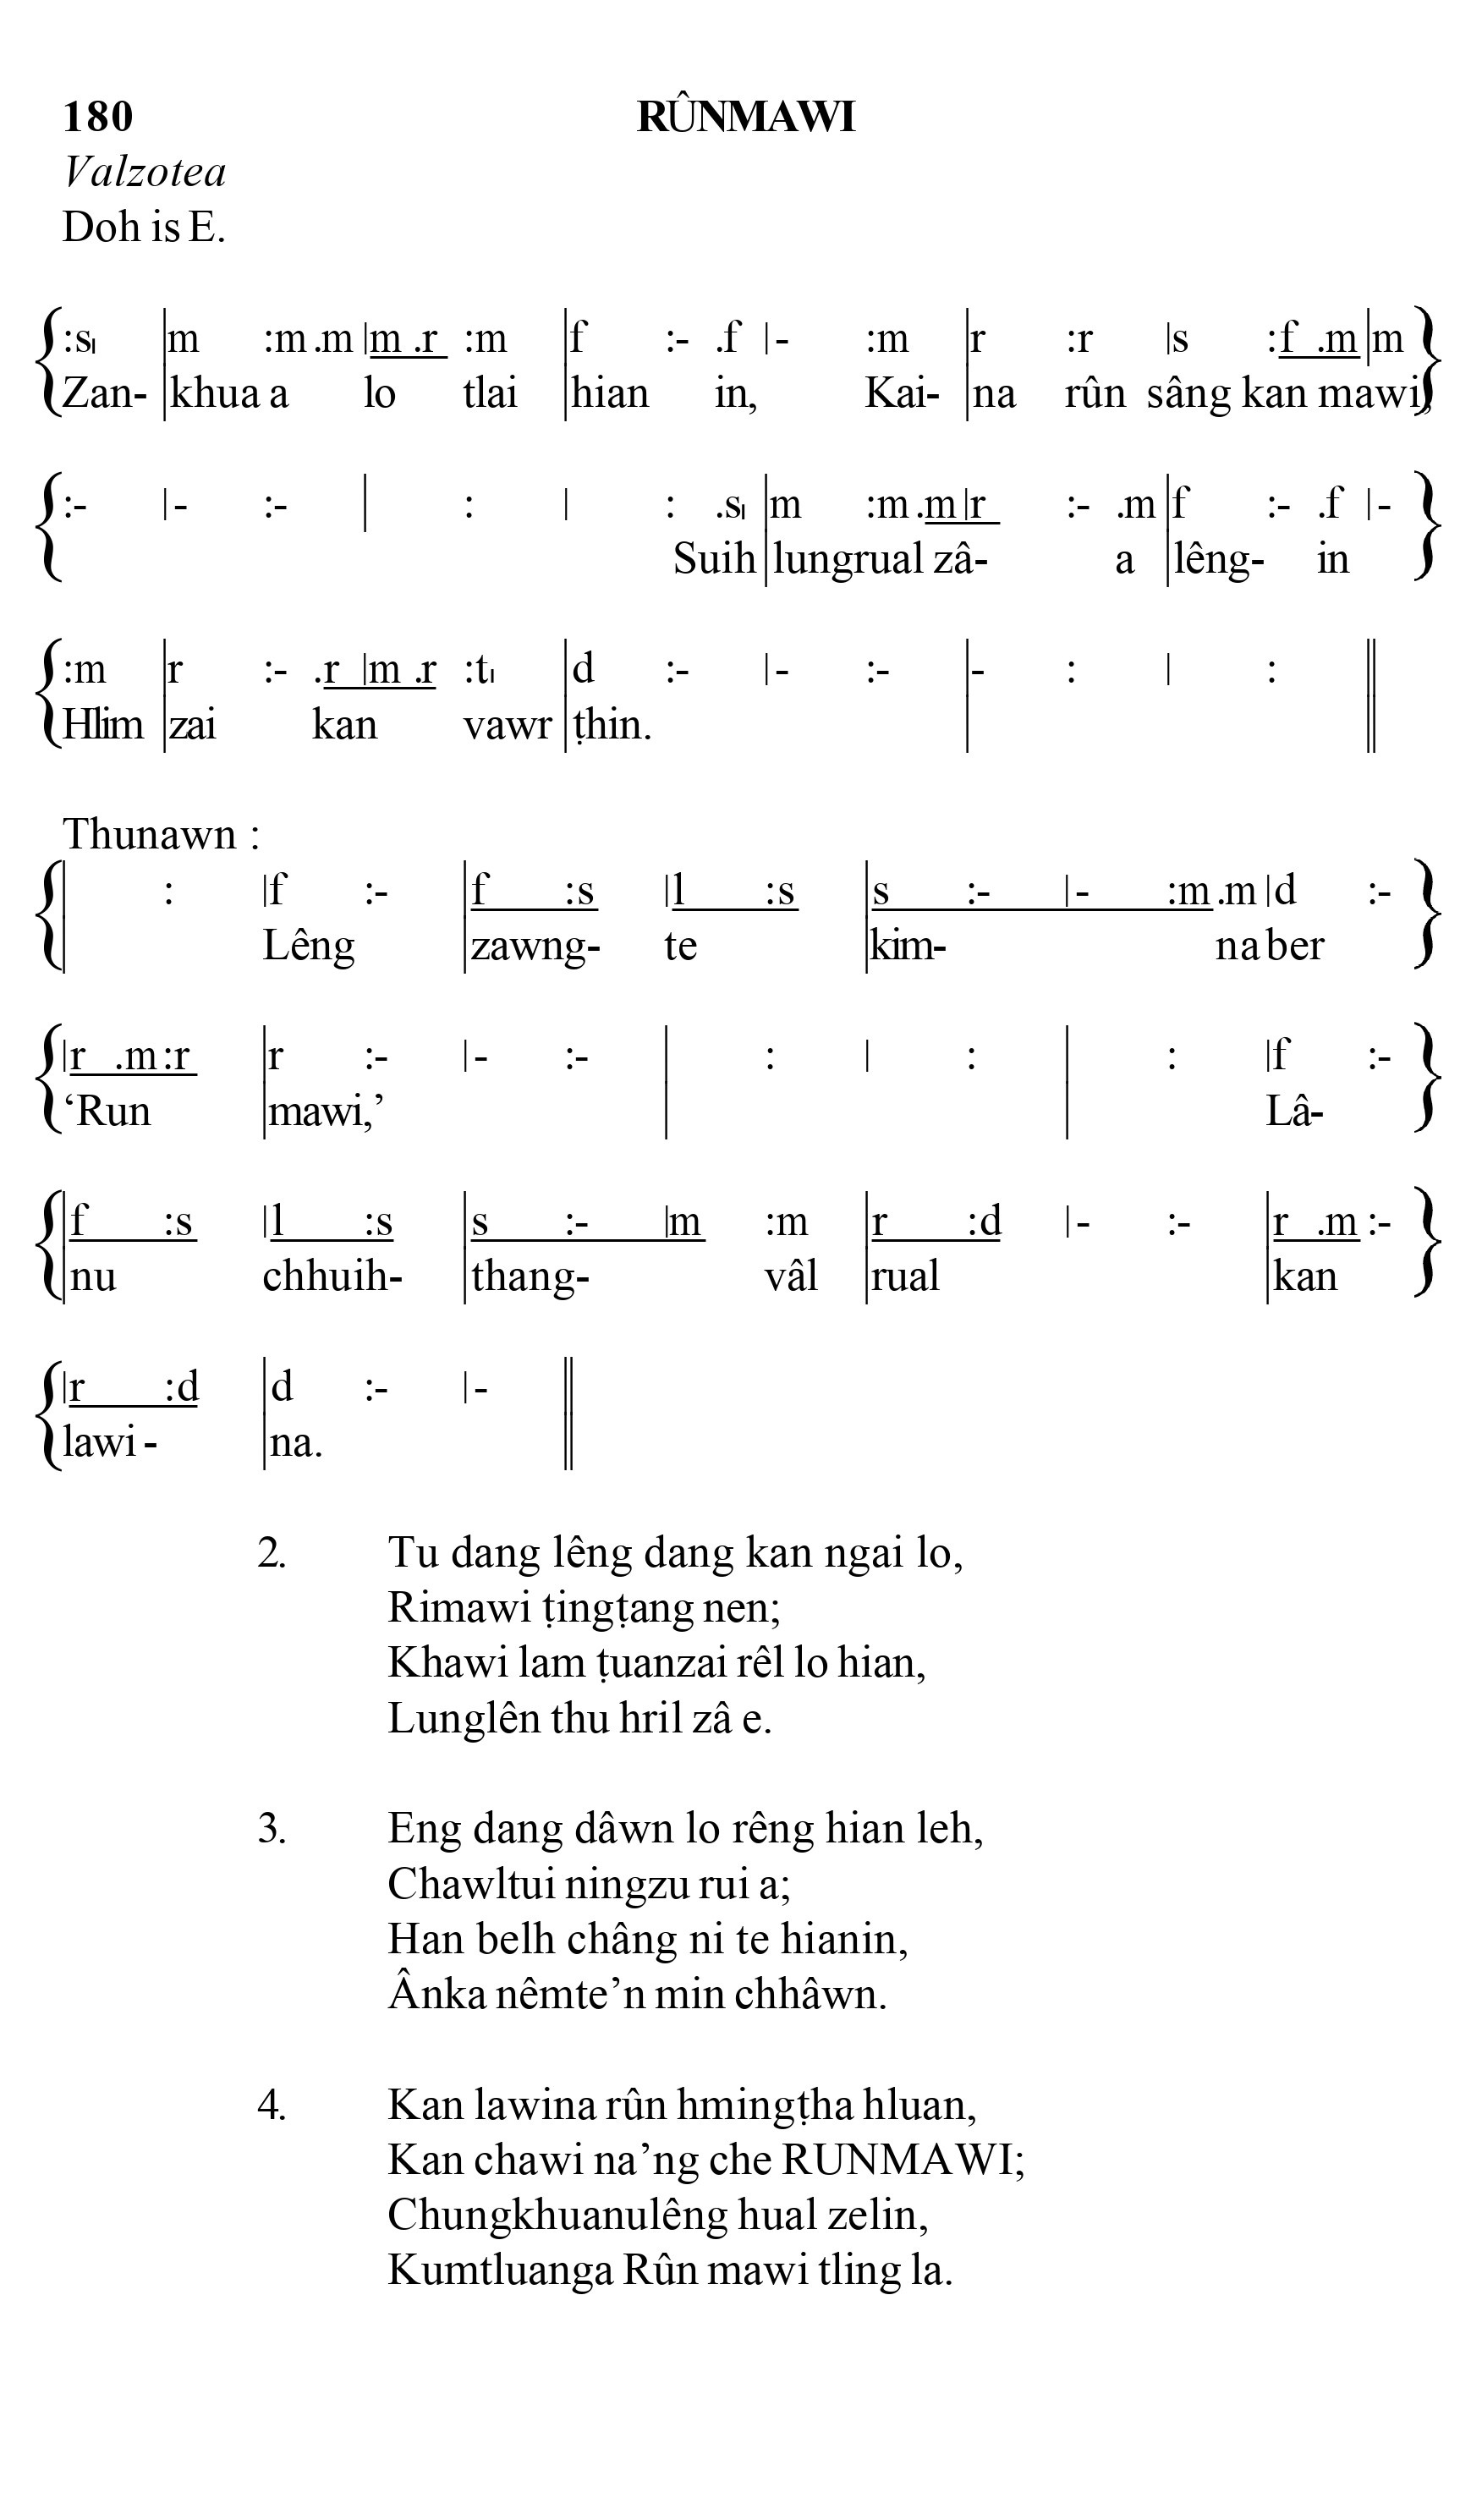 180 RÛNMAWI
Valzotea
Doh is E.
{:s| |m :m .m |m .r :m |f :- .f |- :m |r :r |s :f .m |m }
Zan- |khua a lo tlai |hian in, Kai- |na rûn sâng kan mawi,
{:- |- :- | : | : .s| |m :m .m |r :- .m |f :- .f |- }
Suih |lungrual zâ- a |lêng- in
{:m |r :- .r |m .r :t| |d :- |- :- |- : | : ||
Hlim |zai kan vawr |ṭhin. | ||
Thunawn :
{| : |f :- |f :s |l :s |s :- |- :m .m |d :- }
| Lêng |zawng- te |kim- na ber
{|r .m :r |r :- |- :- | : | : | : |f :- }
‘Run |mawi,’ | | Lâ-
{|f :s |l :s |s :- |m :m |r :d |- :- |r .m :- }
|nu chhuih- |thang- vâl |rual |kan
{|r :d |d :- |- ||
lawi - |na. ||
2. Tu dang lêng dang kan ngai lo,
Rimawi ṭingṭang nen;
Khawi lam ṭuanzai rêl lo hian,
Lunglên thu hril zâ e.
3. Eng dang dâwn lo rêng hian leh,
Chawltui ningzu rui a;
Han belh châng ni te hianin,
Ânka nêmte’n min chhâwn.
4. Kan lawina rûn hmingṭha hluan,
Kan chawi na’ng che RUNMAWI;
Chungkhuanulêng hual zelin,
Kumtluanga Rûn mawi tling la.